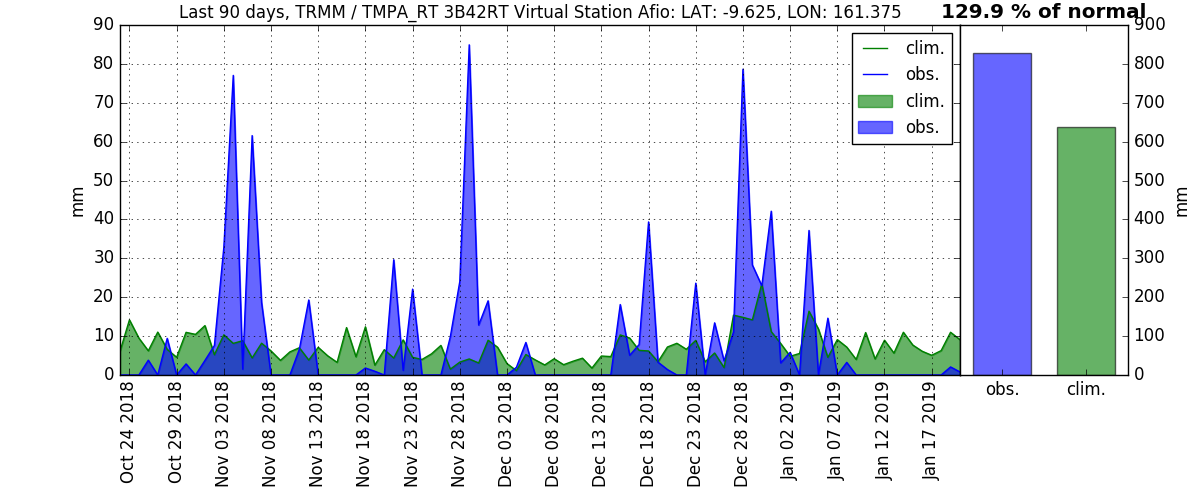 Last 90 days, TRMM / TMPA_RT 3B42RT Virtual Station Afio: LAT: -9.625, LON: 161.375
129.9 % of normal
90
80
70
60
50
40
30
20
10
0
mm
clim.
obs.
clim.
obs.
900
800
700
600
500
400
300
200
100
0
mm
Oct 24 2018
Oct 29 2018
Nov 03 2018
Nov 08 2018
Nov 13 2018
Nov 18 2018
Nov 23 2018
Nov 28 2018
Dec 03 2018
Dec 08 2018
Dec 13 2018
Dec 18 2018
Dec 23 2018
Dec 28 2018
Jan 02 2019
Jan 07 2019
Jan 12 2019
Jan 17 2019
obs.
clim.